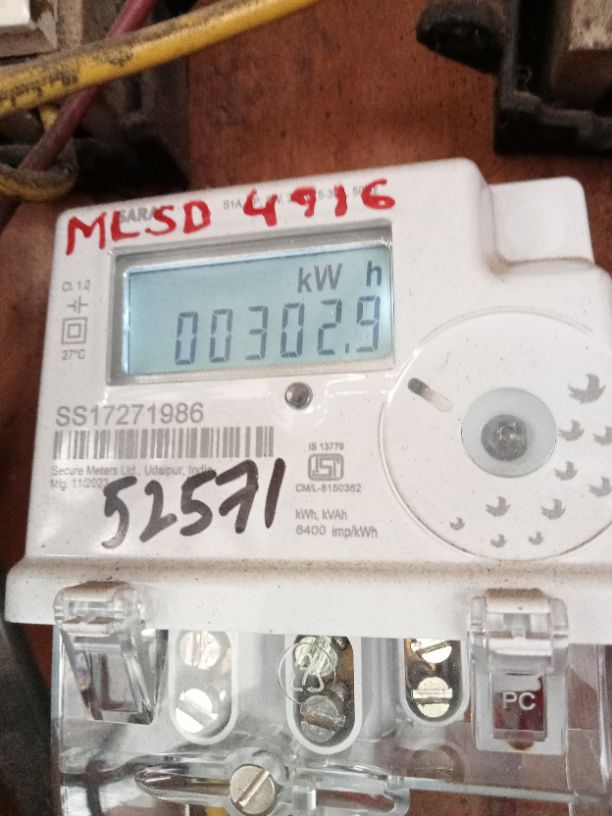 MLSD 4916
kW h
00302.9
Cl. 1.0
27°C
SS17271986
Secure Meters Ltd., Udaipur, India
Mfg. 11/2023
52571
IS 13779
CM/L-8150362
kWh, kVAh
6400 imp/kWh
PC